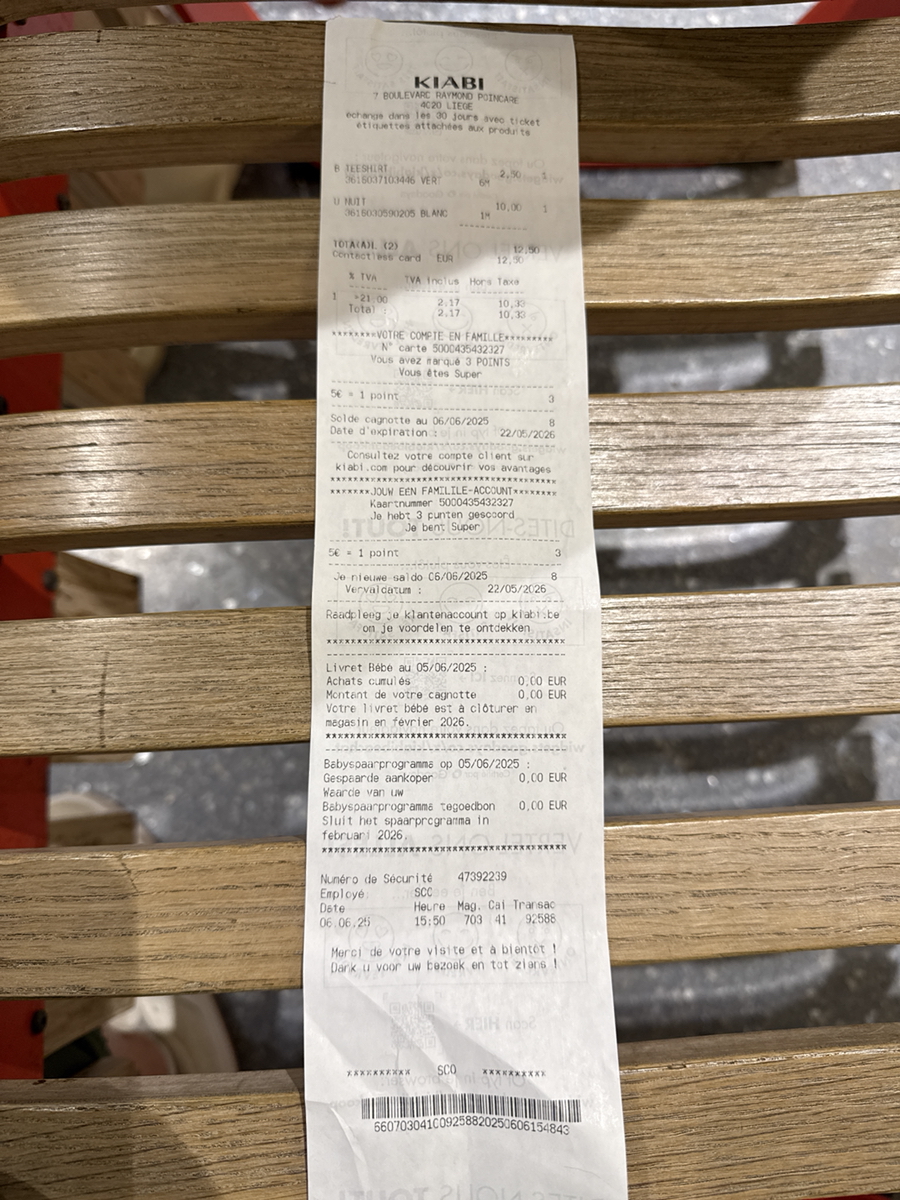 KIABI
7 BOULEVARC RAYMOND POINCARE
4020 LIEGE
échange dans les 30 jours avec ticket
étiquettes attachées aux produits
B TEESHIRT 2,50 1
3616037103446 VERT 6M
U NUIT 10,00 1
3616030590205 BLANC 1M
TOTA(A)L (2) 12,50
Contactless card EUR 12,50
% TVA TVA inclus Hors Taxe
1 >21.00 2.17 10,33
Total : 2.17 10,33
********VOTRE COMPTE EN FAMILLE*********
N° carte 5000435432327
Vous avez marqué 3 POINTS
Vous êtes Super
5€ = 1 point 3
Solde cagnotte au 06/06/2025 8
Date d'expiration : 22/05/2026
Consultez votre compte client sur
kiabi.com pour découvrir vos avantages
*******JOUW EEN FAMILILE-ACCOUNT********
Kaartnummer 5000435432327
Je hebt 3 punten gescoord
Je bent Super
5€ = 1 point 3
Je nieuwe saldo 06/06/2025 8
Vervaldatum : 22/05/2026
Raadpleeg je klantenaccount op kiabi.be
om je voordelen te ontdekken
Livret Bébé au 05/06/2025 :
Achats cumulés 0,00 EUR
Montant de votre cagnotte 0,00 EUR
Votre livret bébé est à clôturer en
magasin en février 2026.
Babyspaarprogramma op 05/06/2025 :
Gespaarde aankoper 0,00 EUR
Waarde van uw
Babyspaarprogramma tegoedbon 0,00 EUR
Sluit het spaarprogramma in
februari 2026.
Numéro de Sécurité 47392239
Employé SCO
Date Heure Mag. Cai Transac
06.06.25 15:50 703 41 92588
Merci de votre visite et à bientôt !
Dank u voor uw bezoek en tot ziens !
********** SCO **********
660703041009258820250606154843